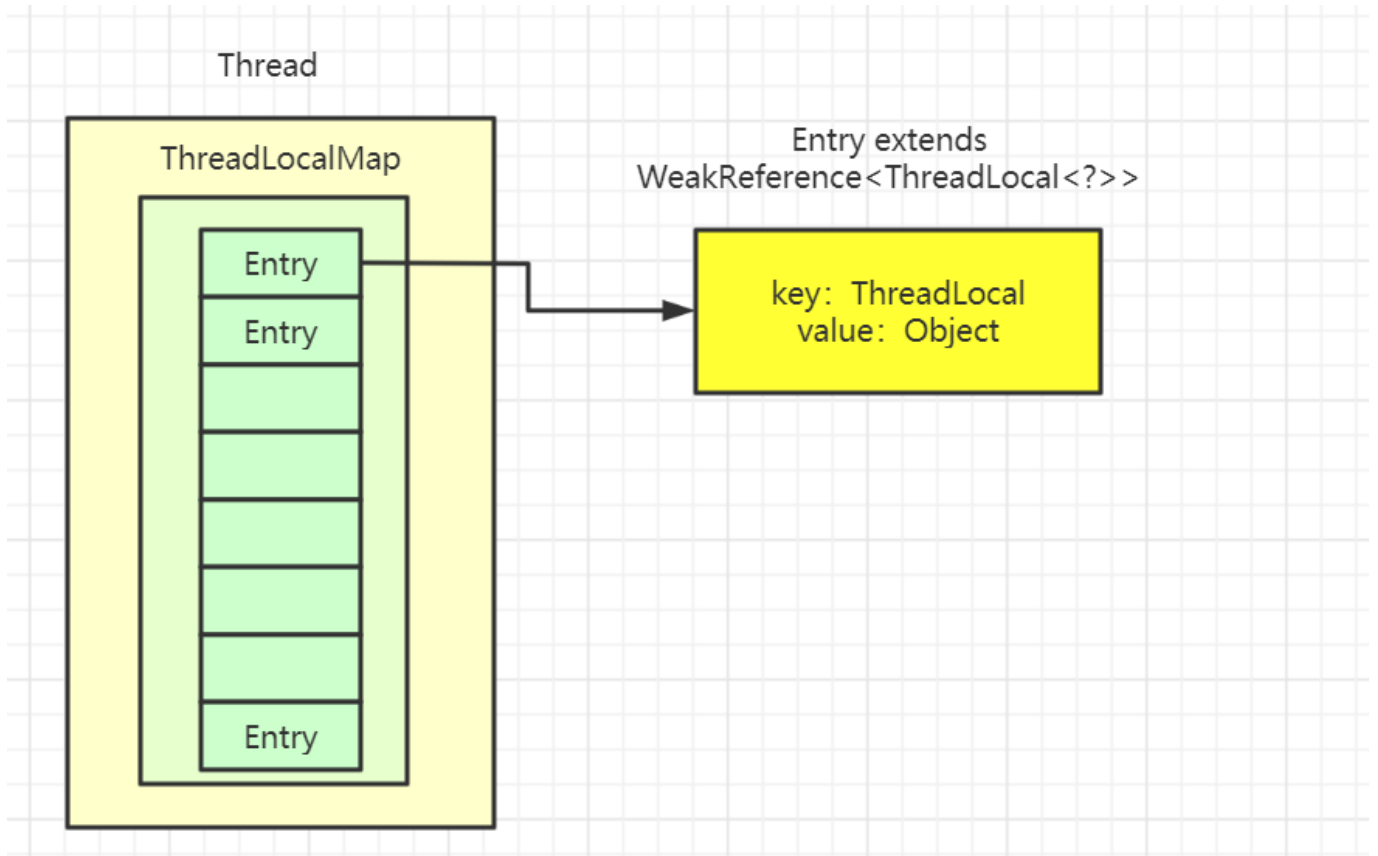 Thread
ThreadLocalMap
Entry
Entry
Entry
Entry extends
WeakReference<ThreadLocal<?>>
key：ThreadLocal
value：Object